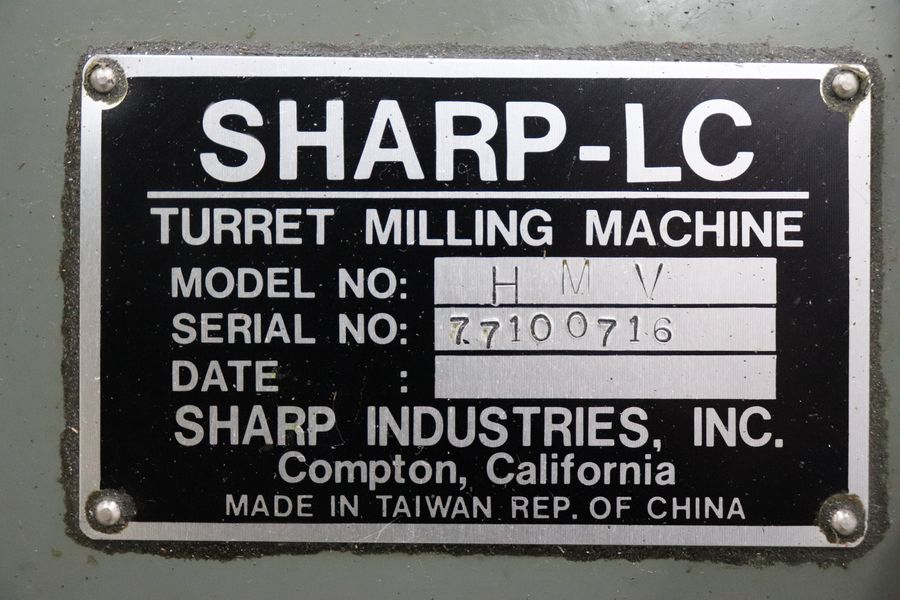 SHARP-LC
TURRET MILLING MACHINE
MODEL NO: H M V
SERIAL NO: 77100716
DATE :
SHARP INDUSTRIES, INC.
Compton, California
MADE IN TAIWAN REP. OF CHINA